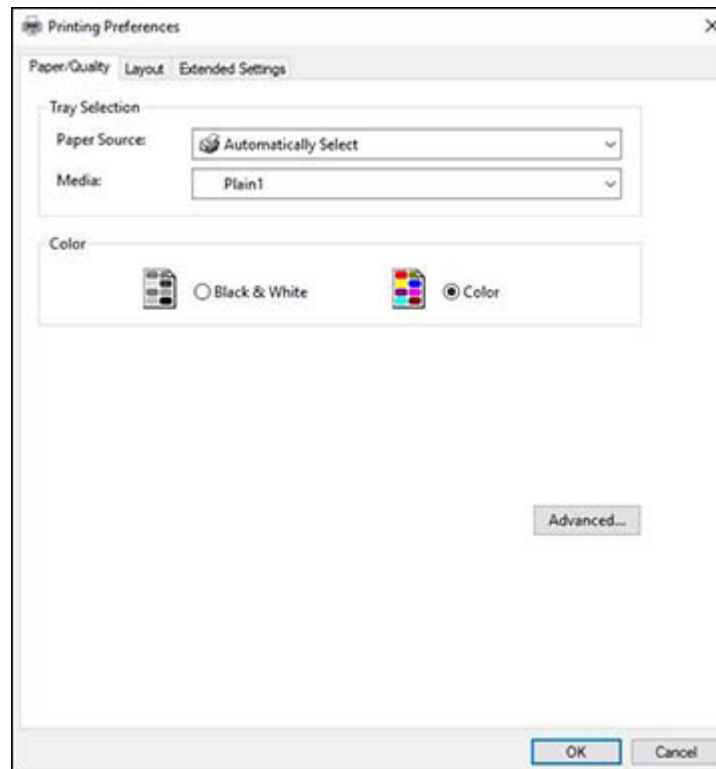 Printing Preferences
Paper/Quality Layout Extended Settings
Tray Selection
Paper Source: Automatically Select
Media: Plain1
Color
Black & White Color
Advanced...
OK Cancel